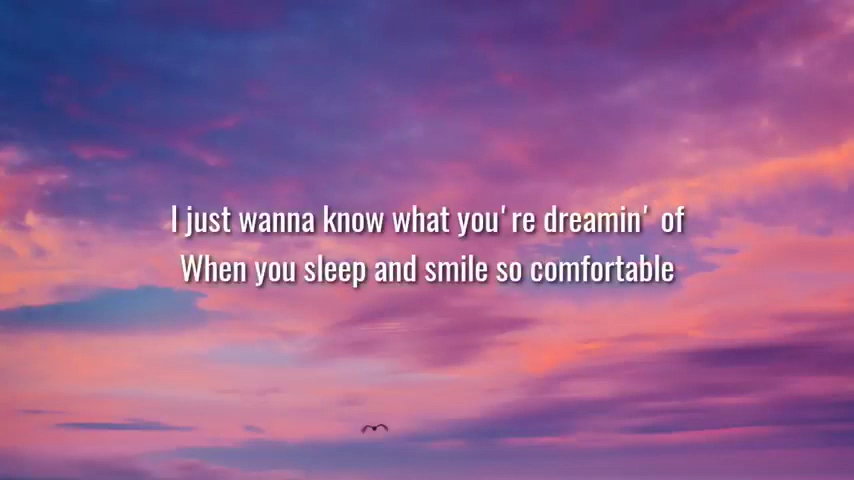 I just wanna know what you're dreamin' of
When you sleep and smile so comfortable